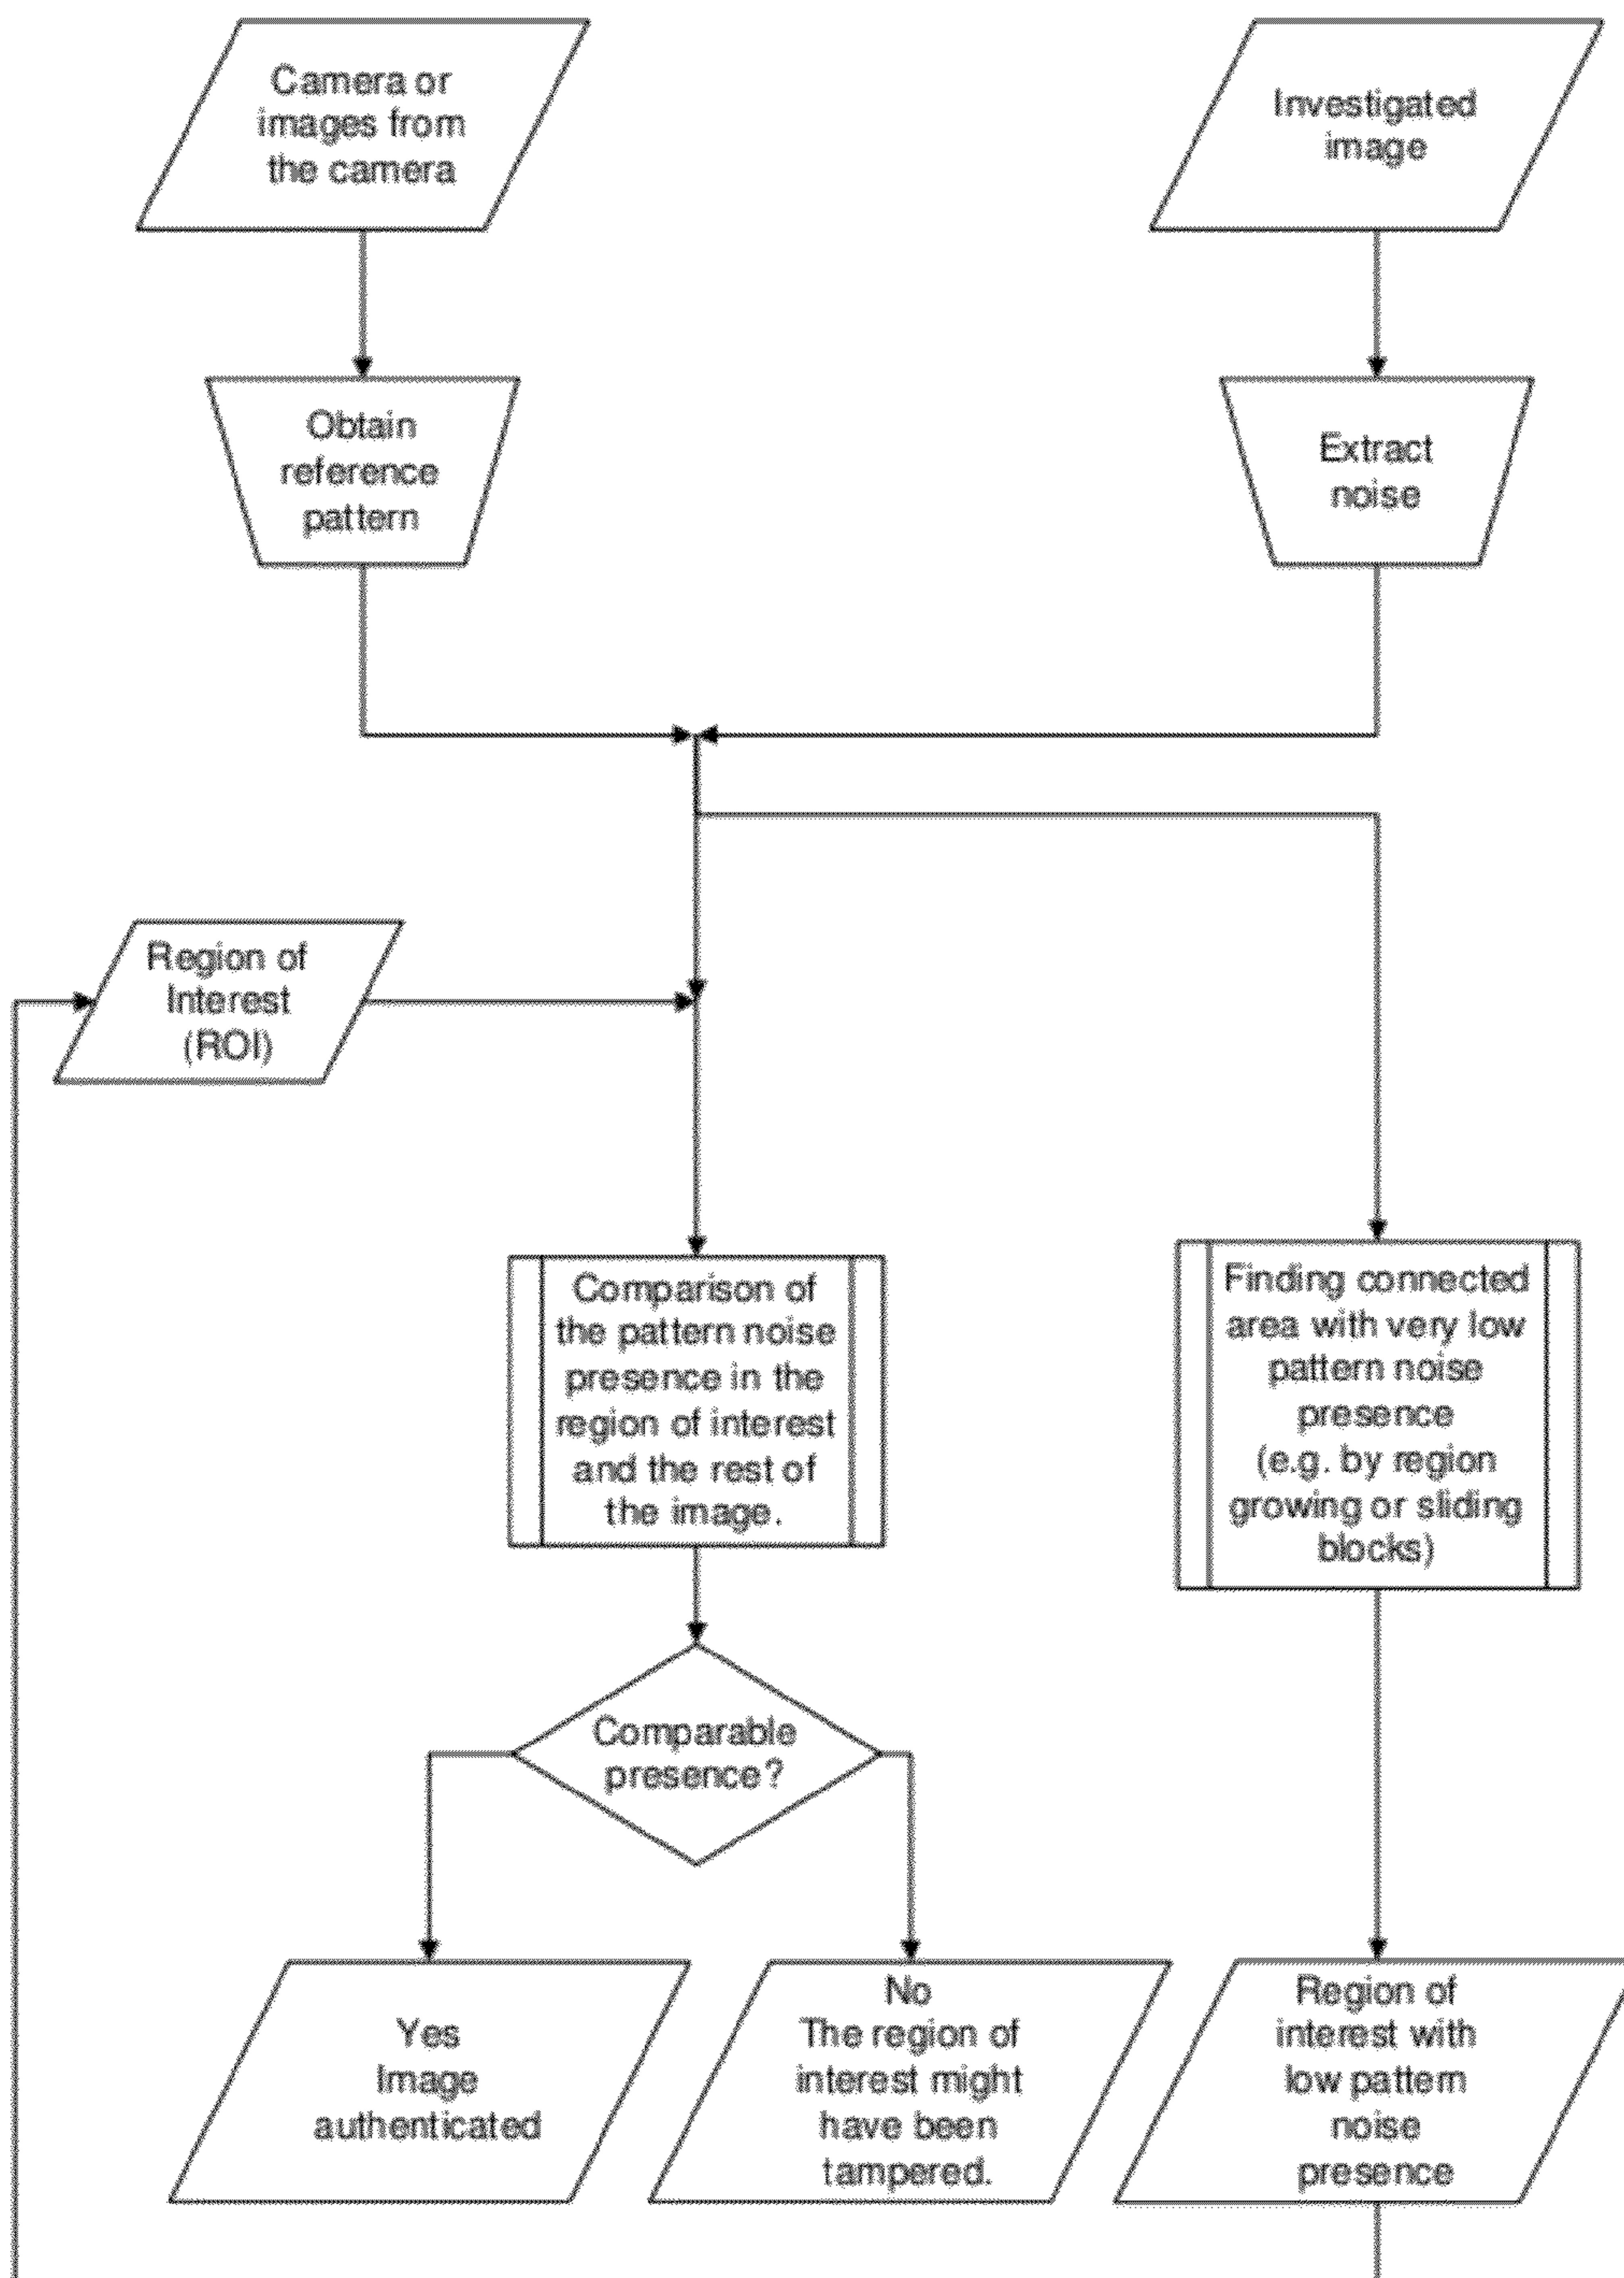 Camera or
images from
the camera
Investigated
image
Obtain
reference
pattern
Extract
noise
Region of
Interest
(ROI)
Comparison of
the pattern noise
presence in the
region of interest
and the rest of
the image.
Finding connected
area with very low
pattern noise
presence
(e.g. by region
growing or sliding
blocks)
Comparable
presence?
Yes
Image
authenticated
No
The region of
interest might
have been
tampered.
Region of
interest with
low pattern
noise
presence